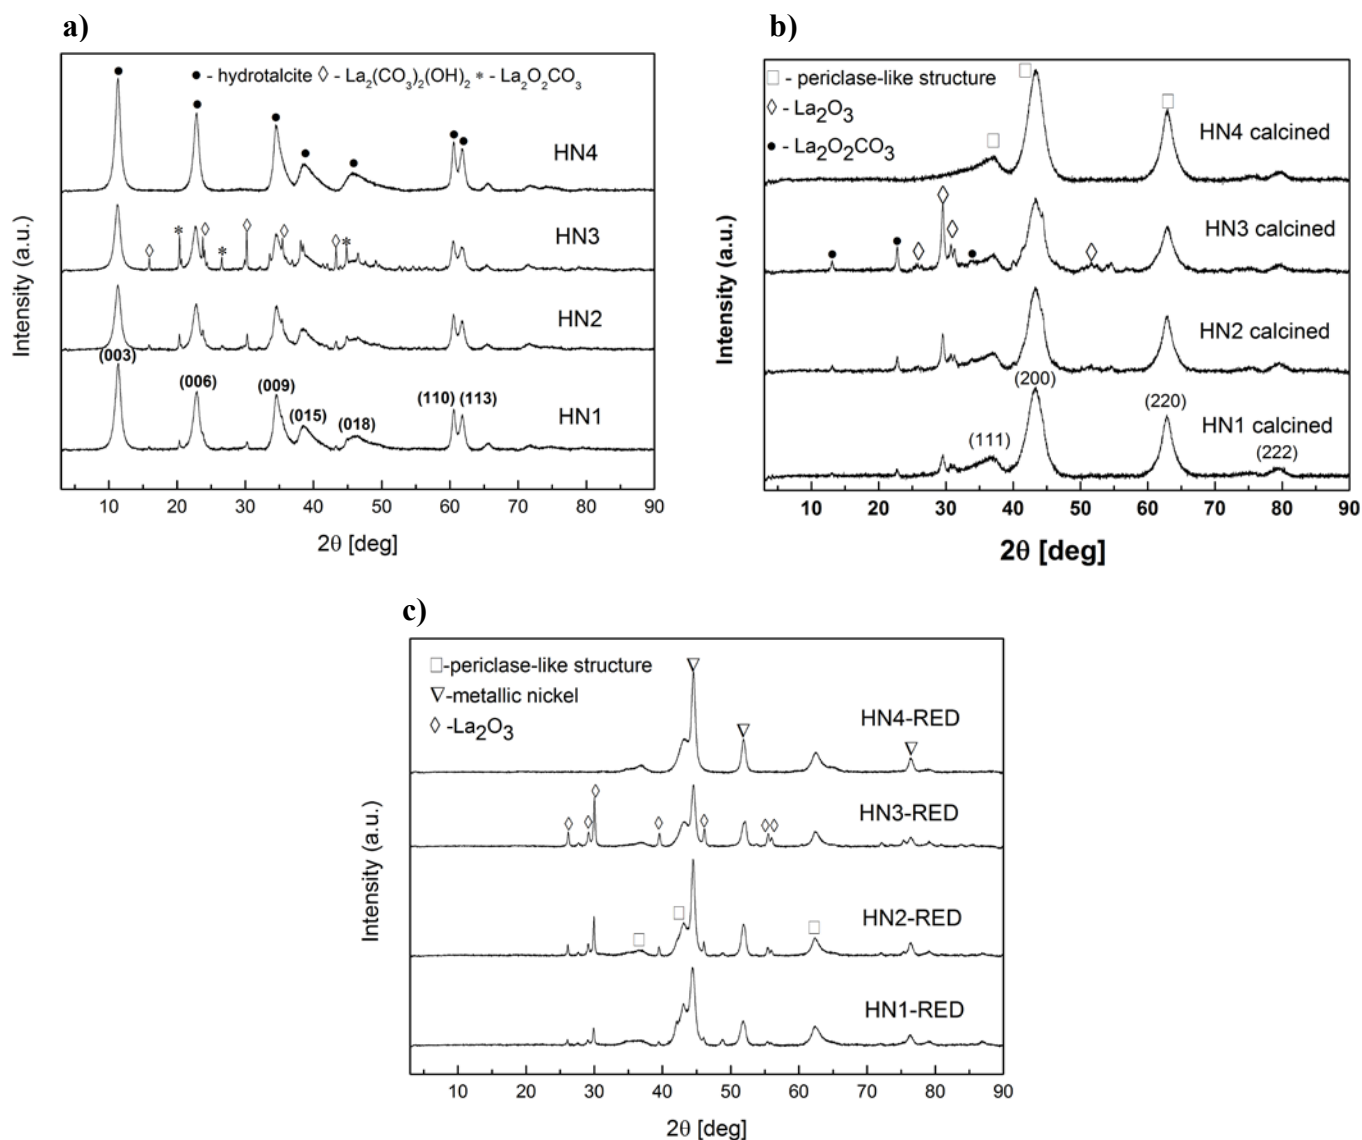 a)
● - hydrotalcite ◊ - La₂(CO₃)₂(OH)₂ * - La₂O₂CO₃
HN4
HN3
HN2
HN1
(003)
(006)
(009)
(015)
(018)
(110)
(113)
Intensity (a.u.)
10 20 30 40 50 60 70 80 90
2θ [deg]
b)
□ - periclase-like structure
◊ - La₂O₃
● - La₂O₂CO₃
HN4 calcined
HN3 calcined
HN2 calcined
HN1 calcined
(111)
(200)
(220)
(222)
Intensity (a.u.)
10 20 30 40 50 60 70 80 90
2θ [deg]
c)
□-periclase-like structure
▽-metallic nickel
◊ -La₂O₃
HN4-RED
HN3-RED
HN2-RED
HN1-RED
Intensity (a.u.)
10 20 30 40 50 60 70 80 90
2θ [deg]